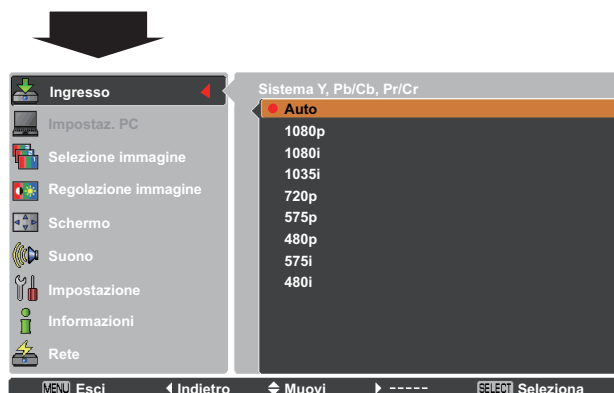 Ingresso
Impostaz. PC
Selezione immagine
Regolazione immagine
Schermo
Suono
Impostazione
Informazioni
Rete
Sistema Y, Pb/Cb, Pr/Cr
Auto
1080p
1080i
1035i
720p
575p
480p
575i
480i
MENU Esci Indietro Muovi ----- SELECT Seleziona